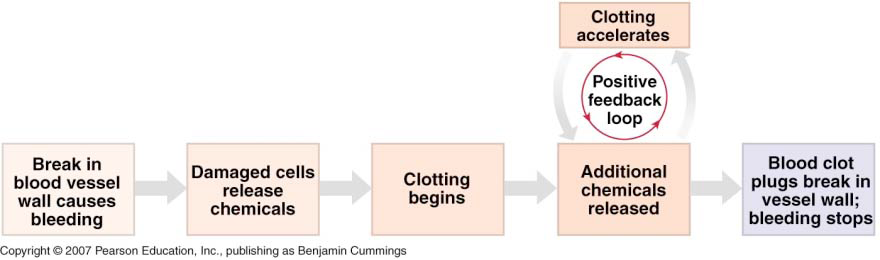 Clotting
accelerates
Positive
feedback
loop
Break in
blood vessel
wall causes
bleeding
Damaged cells
release
chemicals
Clotting
begins
Additional
chemicals
released
Blood clot
plugs break in
vessel wall;
bleeding stops
Copyright © 2007 Pearson Education, Inc., publishing as Benjamin Cummings